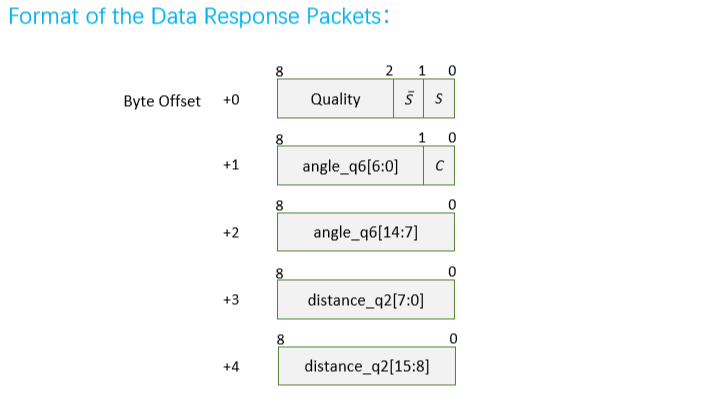 Format of the Data Response Packets:
8 2 1 0
Byte Offset +0 Quality S̄ S
8 1 0
+1 angle_q6[6:0] C
8 0
+2 angle_q6[14:7]
8 0
+3 distance_q2[7:0]
8 0
+4 distance_q2[15:8]